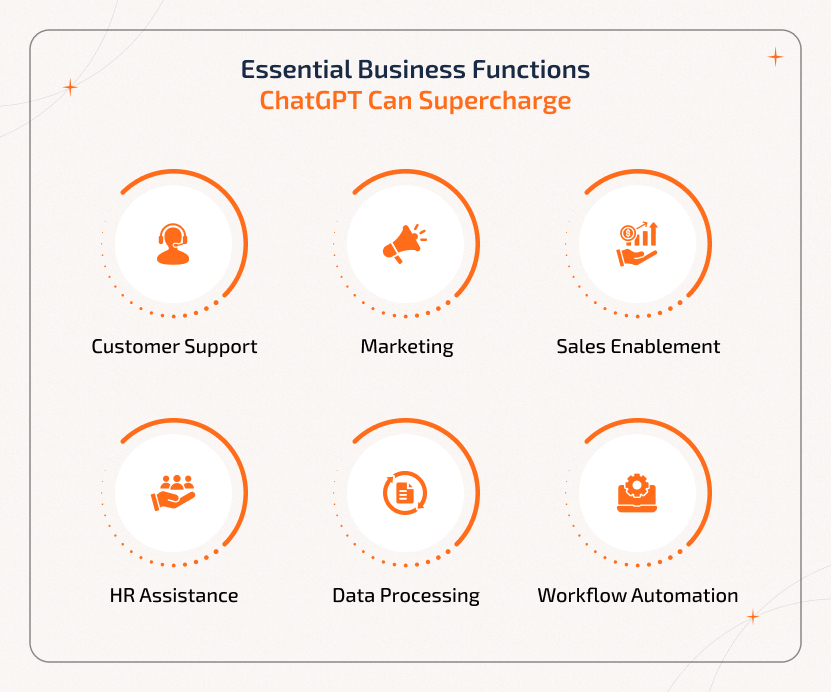 Essential Business Functions
ChatGPT Can Supercharge
Customer Support
Marketing
Sales Enablement
HR Assistance
Data Processing
Workflow Automation